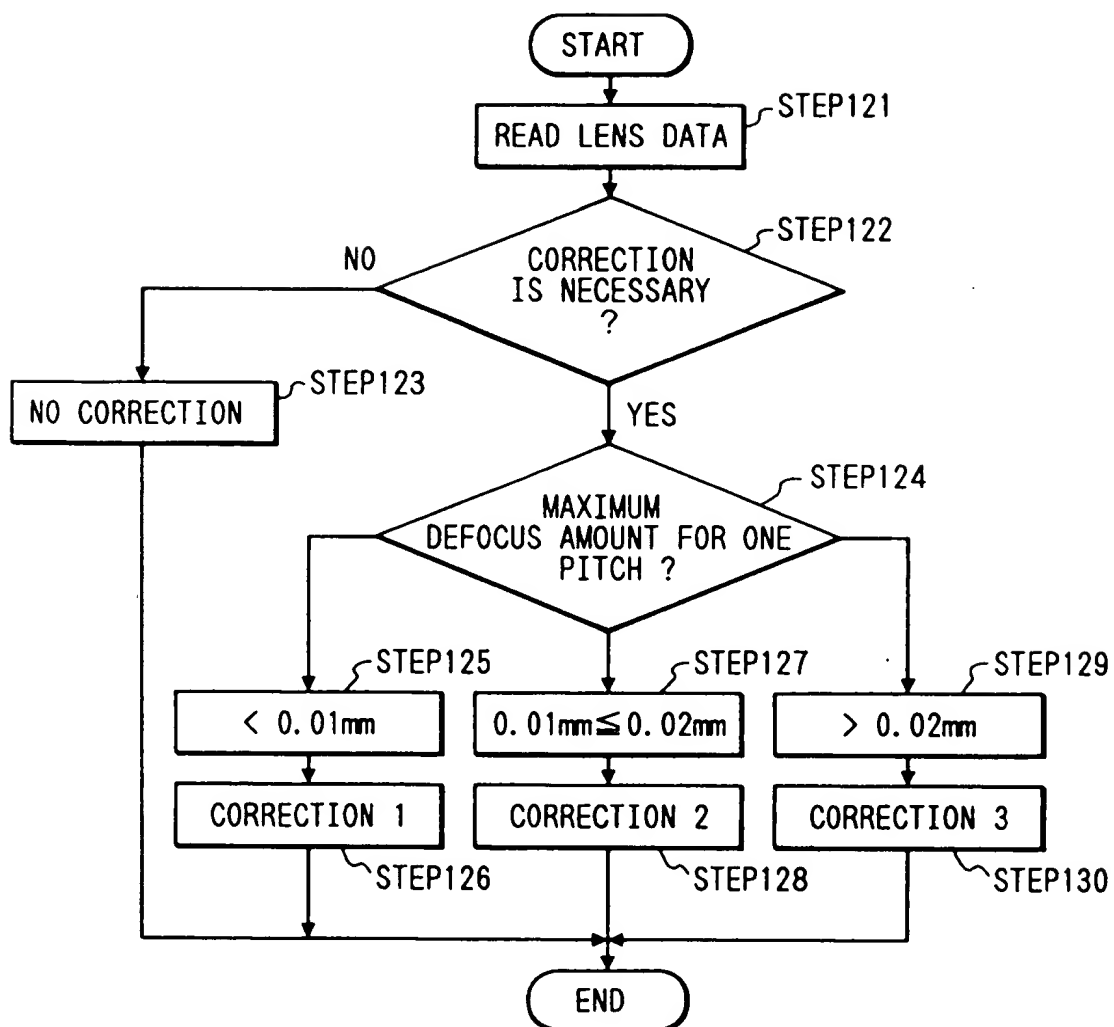 START
STEP121
READ LENS DATA
STEP122
NO
CORRECTION
IS NECESSARY
?
STEP123
NO CORRECTION
YES
STEP124
MAXIMUM
DEFOCUS AMOUNT FOR ONE
PITCH ?
STEP125
STEP127
STEP129
< 0.01mm
0.01mm≦0.02mm
> 0.02mm
CORRECTION 1
CORRECTION 2
CORRECTION 3
STEP126
STEP128
STEP130
END